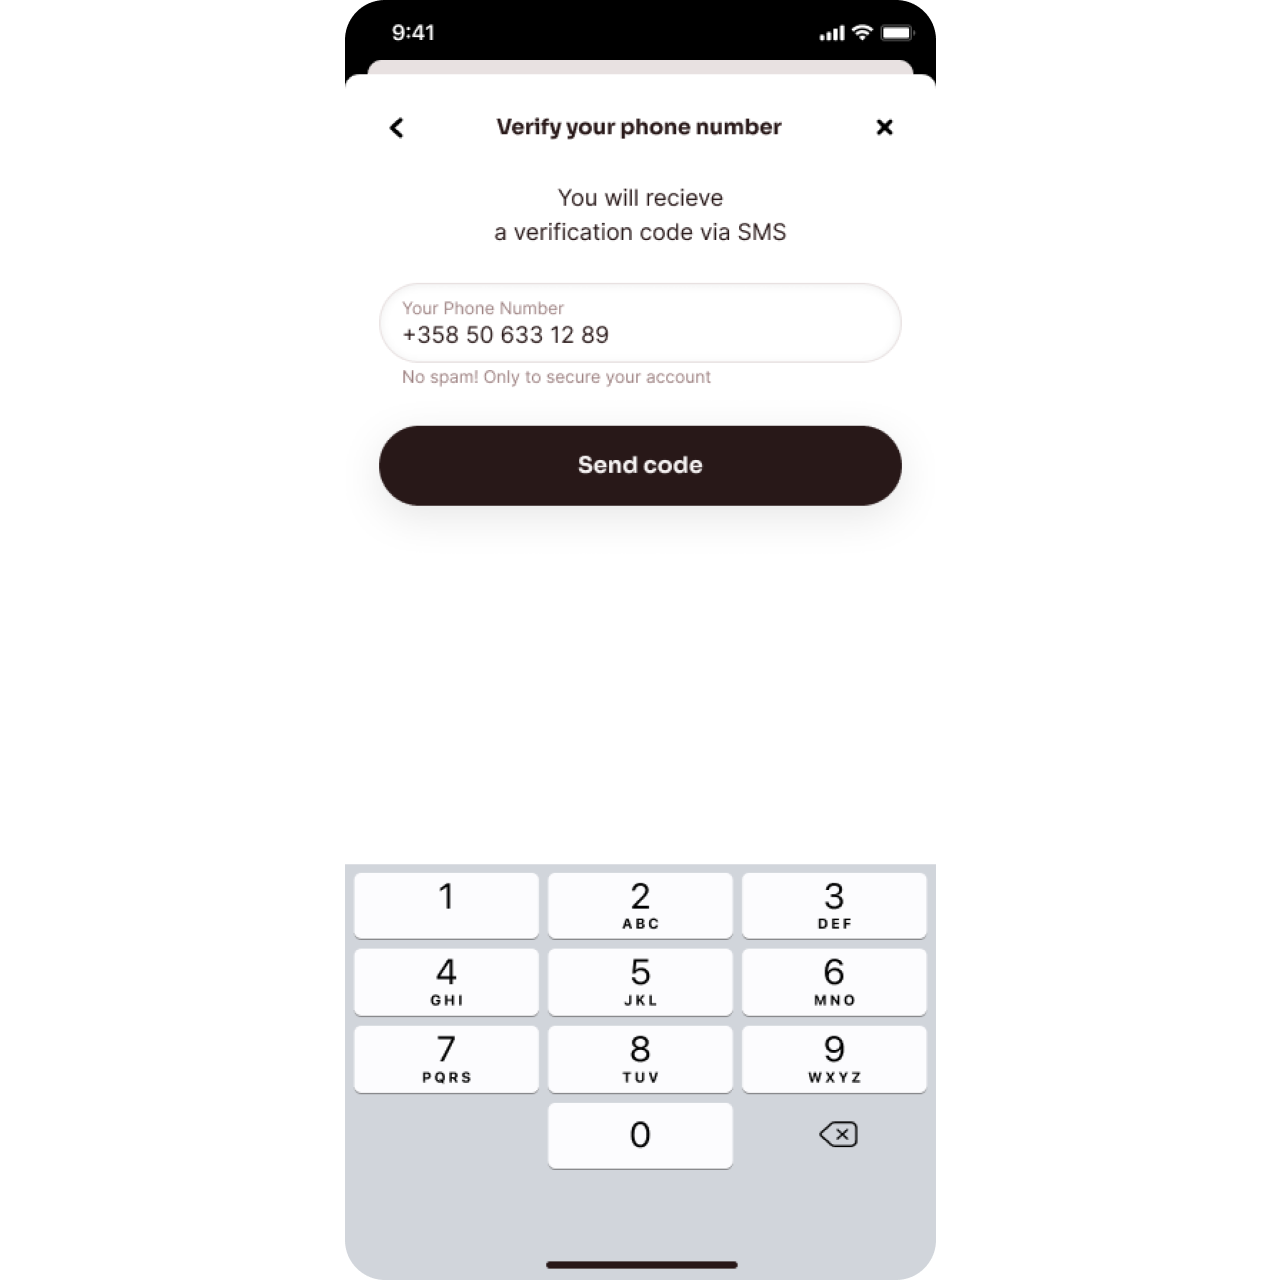 9:41
Verify your phone number
You will recieve
a verification code via SMS
Your Phone Number
+358 50 633 12 89
No spam! Only to secure your account
Send code
1 2 3
ABC DEF
4 5 6
GHI JKL MNO
7 8 9
PQRS TUV WXYZ
0